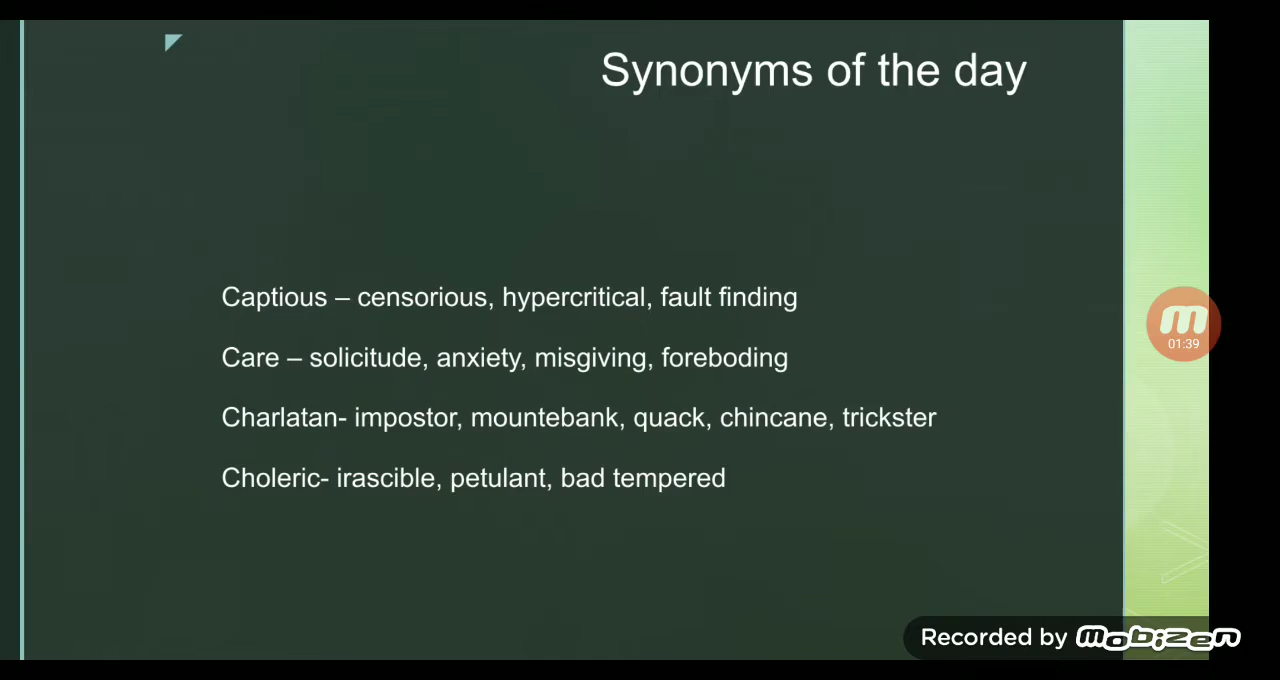 Synonyms of the day
Captious – censorious, hypercritical, fault finding
Care – solicitude, anxiety, misgiving, foreboding
Charlatan- impostor, mountebank, quack, chincane, trickster
Choleric- irascible, petulant, bad tempered
m
01:39
Recorded by mobizen